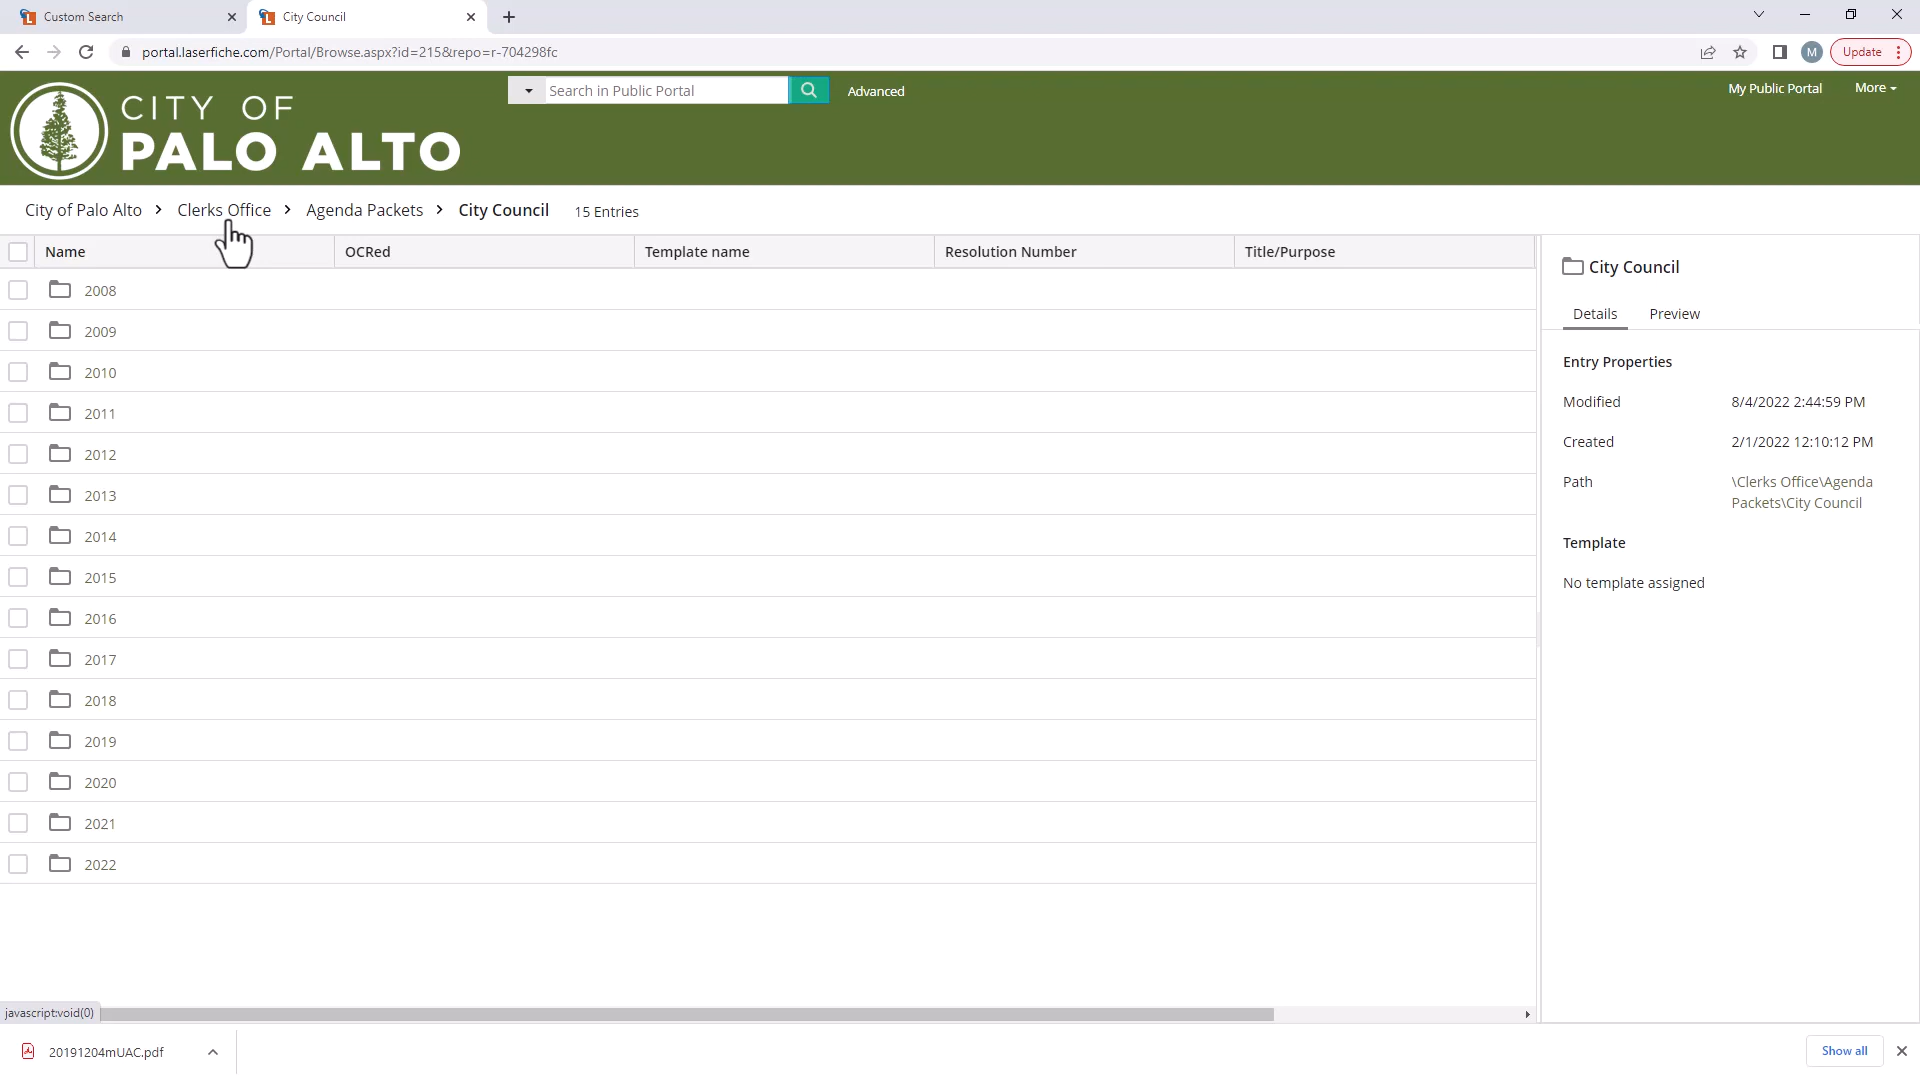 Custom Search
City Council
portal.laserfiche.com/Portal/Browse.aspx?id=215&repo=r-704298fc
M
Update
CITY OF
PALO ALTO
Search in Public Portal
Advanced
My Public Portal
More
City of Palo Alto > Clerks Office > Agenda Packets > City Council 15 Entries
Name OCRed Template name Resolution Number Title/Purpose
2008
2009
2010
2011
2012
2013
2014
2015
2016
2017
2018
2019
2020
2021
2022
City Council
Details Preview
Entry Properties
Modified 8/4/2022 2:44:59 PM
Created 2/1/2022 12:10:12 PM
Path \Clerks Office\Agenda
Packets\City Council
Template
No template assigned
javascript:void(0)
20191204mUAC.pdf
Show all